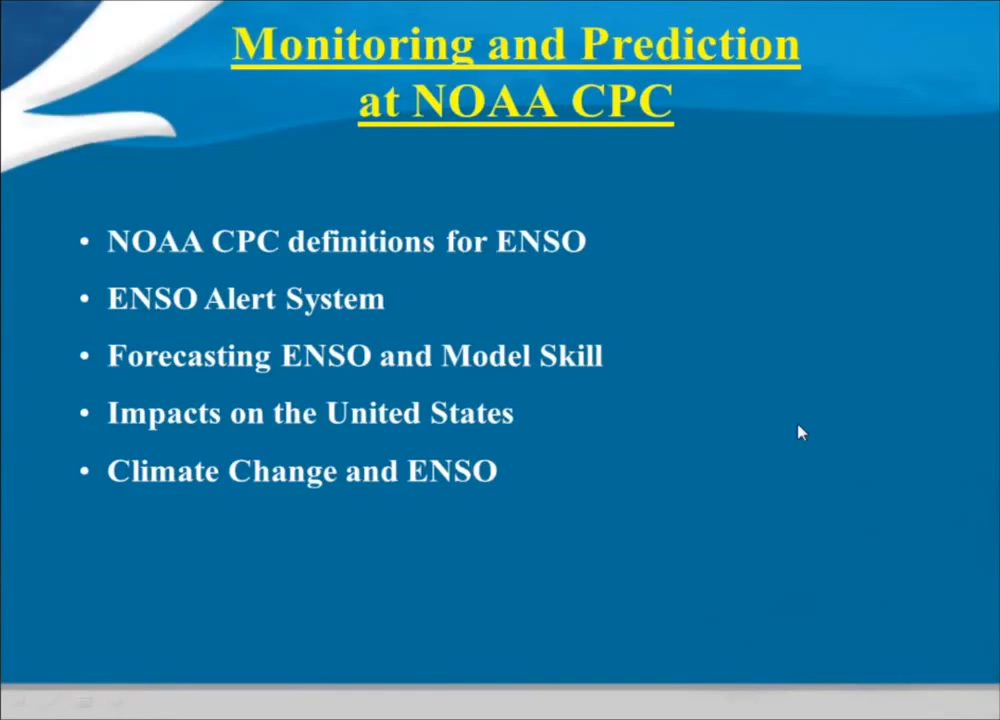 Monitoring and Prediction
at NOAA CPC
• NOAA CPC definitions for ENSO
• ENSO Alert System
• Forecasting ENSO and Model Skill
• Impacts on the United States
• Climate Change and ENSO